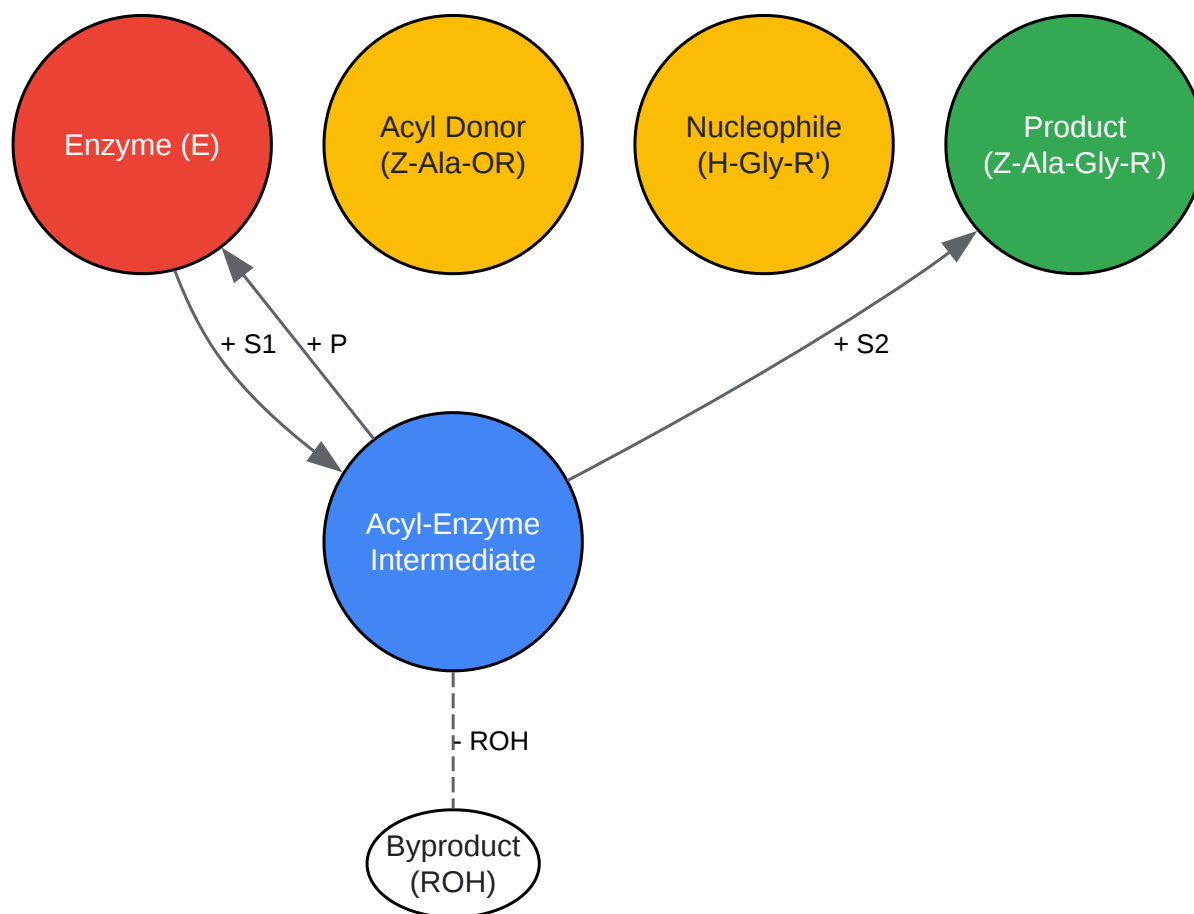 Enzyme (E)
Acyl Donor
(Z-Ala-OR)
Nucleophile
(H-Gly-R')
Product
(Z-Ala-Gly-R')
+ S1
+ P
+ S2
Acyl-Enzyme
Intermediate
- ROH
Byproduct
(ROH)